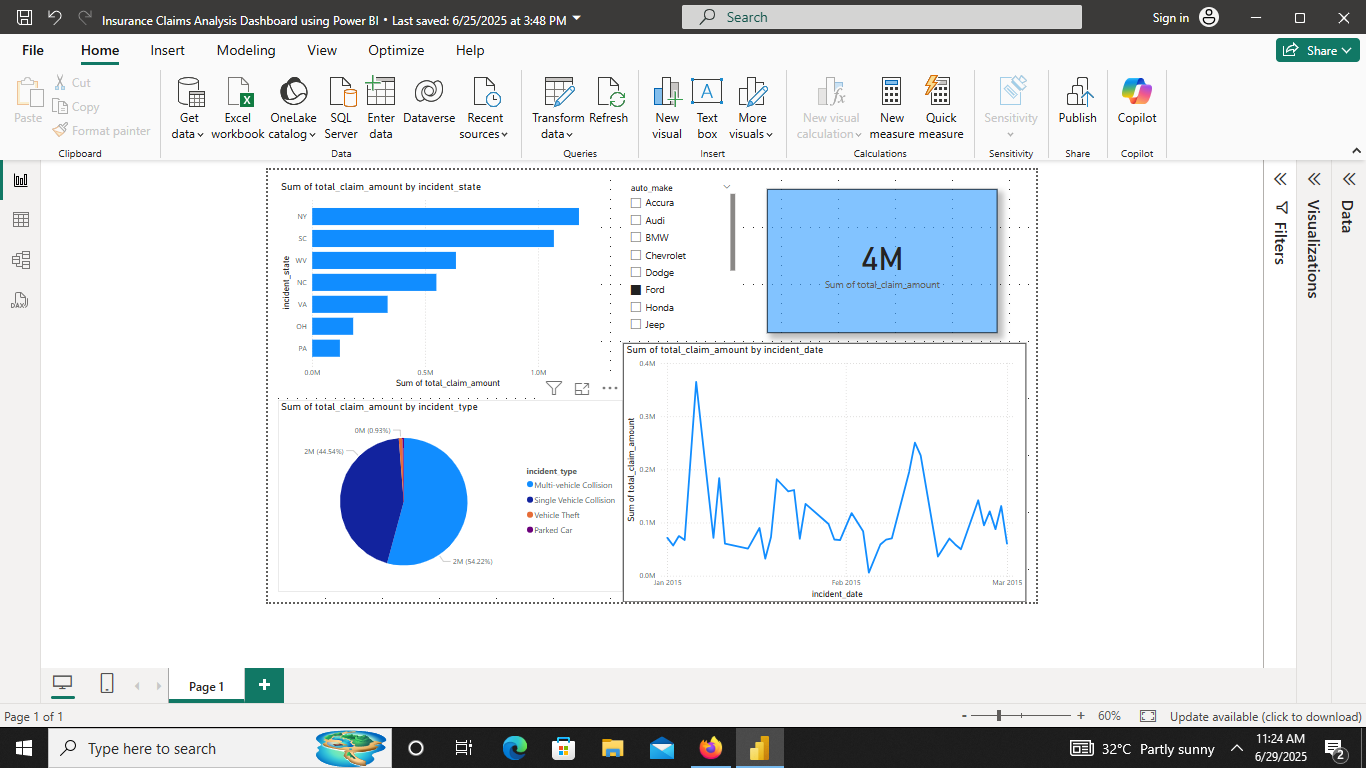 Insurance Claims Analysis Dashboard using Power BI • Last saved: 6/25/2025 at 3:48 PM
Search
Sign in
File
Home
Insert
Modeling
View
Optimize
Help
Share
Paste
Cut
Copy
Format painter
Clipboard
Get data
Excel workbook
OneLake catalog
SQL Server
Enter data
Dataverse
Recent sources
Data
Transform data
Refresh
Queries
New visual
Text box
More visuals
Insert
New visual calculation
New measure
Quick measure
Calculations
Sensitivity
Sensitivity
Publish
Share
Copilot
Copilot
DAX
Sum of total_claim_amount by incident_state
incident_state
NY
SC
WV
NC
VA
OH
PA
0.0M
0.5M
1.0M
Sum of total_claim_amount
auto_make
Accura
Audi
BMW
Chevrolet
Dodge
Ford
Honda
Jeep
4M
Sum of total_claim_amount
Sum of total_claim_amount by incident_type
0M (0.93%)
2M (44.54%)
2M (54.22%)
incident_type
Multi-vehicle Collision
Single Vehicle Collision
Vehicle Theft
Parked Car
Sum of total_claim_amount by incident_date
Sum of total_claim_amount
0.4M
0.3M
0.2M
0.1M
0.0M
Jan 2015
Feb 2015
Mar 2015
incident_date
Filters
Visualizations
Data
Page 1
Page 1 of 1
60%
Update available (click to download)
Type here to search
32°C Partly sunny
11:24 AM
6/29/2025
2